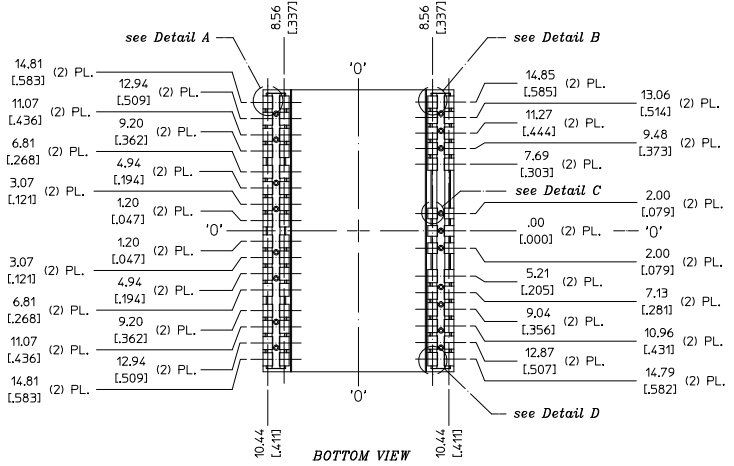 8.56
[.337]
8.56
[.337]
see Detail A
see Detail B
'0'
14.81
[.583] (2) PL.
12.94
[.509] (2) PL.
11.07
[.436] (2) PL.
9.20
[.362] (2) PL.
6.81
[.268] (2) PL.
4.94
[.194] (2) PL.
3.07
[.121] (2) PL.
1.20
[.047] (2) PL.
'0'
1.20
[.047] (2) PL.
3.07
[.121] (2) PL.
4.94
[.194] (2) PL.
6.81
[.268] (2) PL.
9.20
[.362] (2) PL.
11.07
[.436] (2) PL.
12.94
[.509] (2) PL.
14.81
[.583] (2) PL.
14.85
[.585] (2) PL.
13.06
[.514] (2) PL.
11.27
[.444] (2) PL.
9.48
[.373] (2) PL.
7.69
[.303] (2) PL.
see Detail C
2.00
[.079] (2) PL.
.00
[.000] (2) PL.
'0'
2.00
[.079] (2) PL.
5.21
[.205] (2) PL.
7.13
[.281] (2) PL.
9.04
[.356] (2) PL.
10.96
[.431] (2) PL.
12.87
[.507] (2) PL.
14.79
[.582] (2) PL.
'0'
see Detail D
10.44
[.411]
10.44
[.411]
BOTTOM VIEW